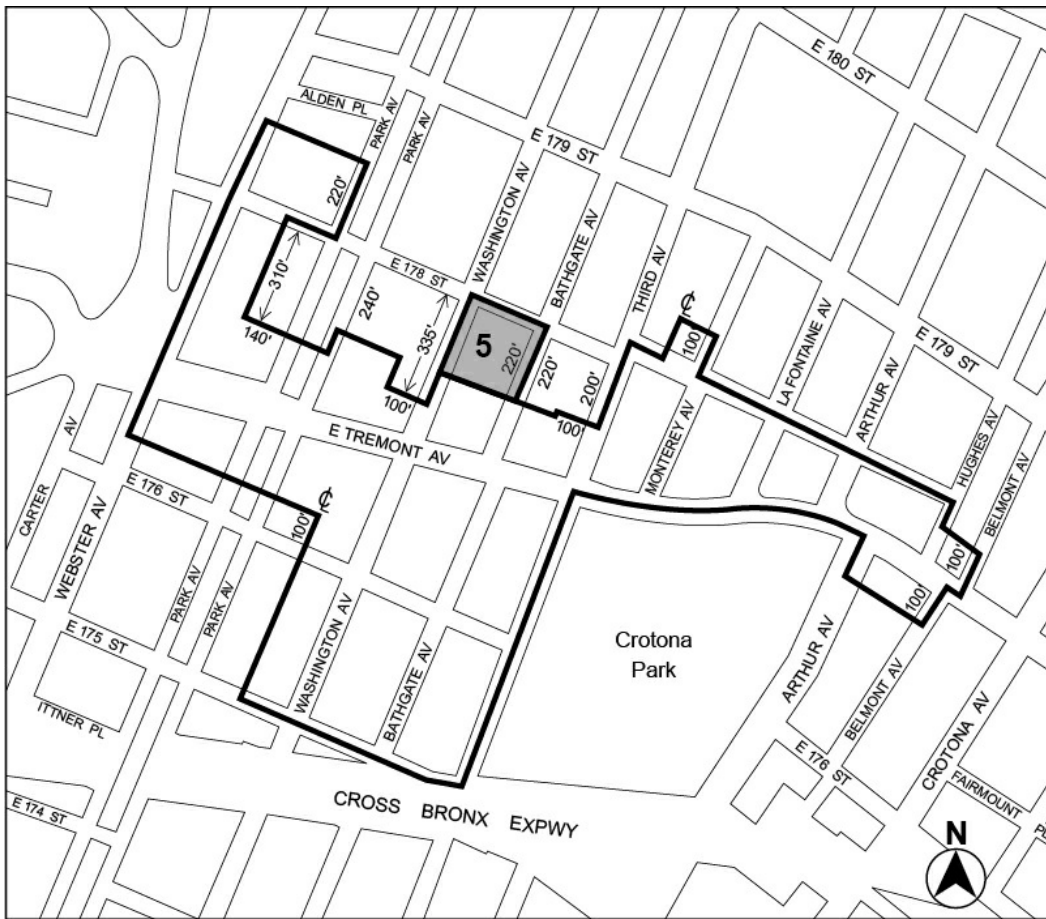 E 180 ST
ALDEN PL
PARK AV
PARK AV
E 179 ST
WASHINGTON AV
220'
BATHGATE AV
E 178 ST
THIRD AV
310'
240'
℄
LA FONTAINE AV
140'
335'
5
220'
220'
100'
E 179 ST
200'
100'
100'
ARTHUR AV
E TREMONT AV
MONTEREY AV
HUGHES AV
BELMONT AV
CARTER AV
E 176 ST
℄
100'
WEBSTER AV
100'
PARK AV
PARK AV
100'
E 175 ST
WASHINGTON AV
BATHGATE AV
Crotona
Park
ARTHUR AV
BELMONT AV
ITTNER PL
CROTONA AV
E 176 ST
FAIRMOUNT PL
E 174 ST
CROSS BRONX EXPWY
N